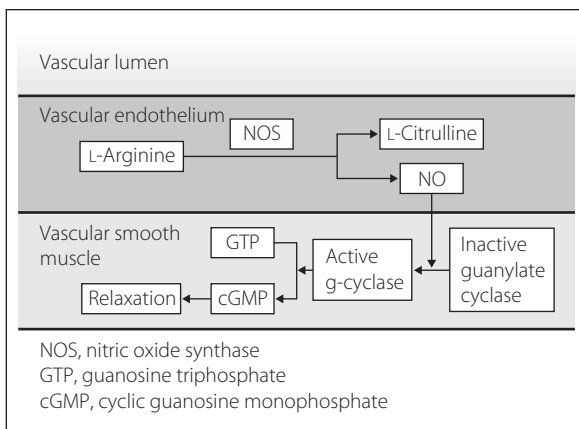 Vascular lumen
Vascular endothelium
NOS
L-Citrulline
L-Arginine
NO
Vascular smooth
muscle
GTP
Active
g-cyclase
Inactive
guanylate
cyclase
Relaxation
cGMP
NOS, nitric oxide synthase
GTP, guanosine triphosphate
cGMP, cyclic guanosine monophosphate